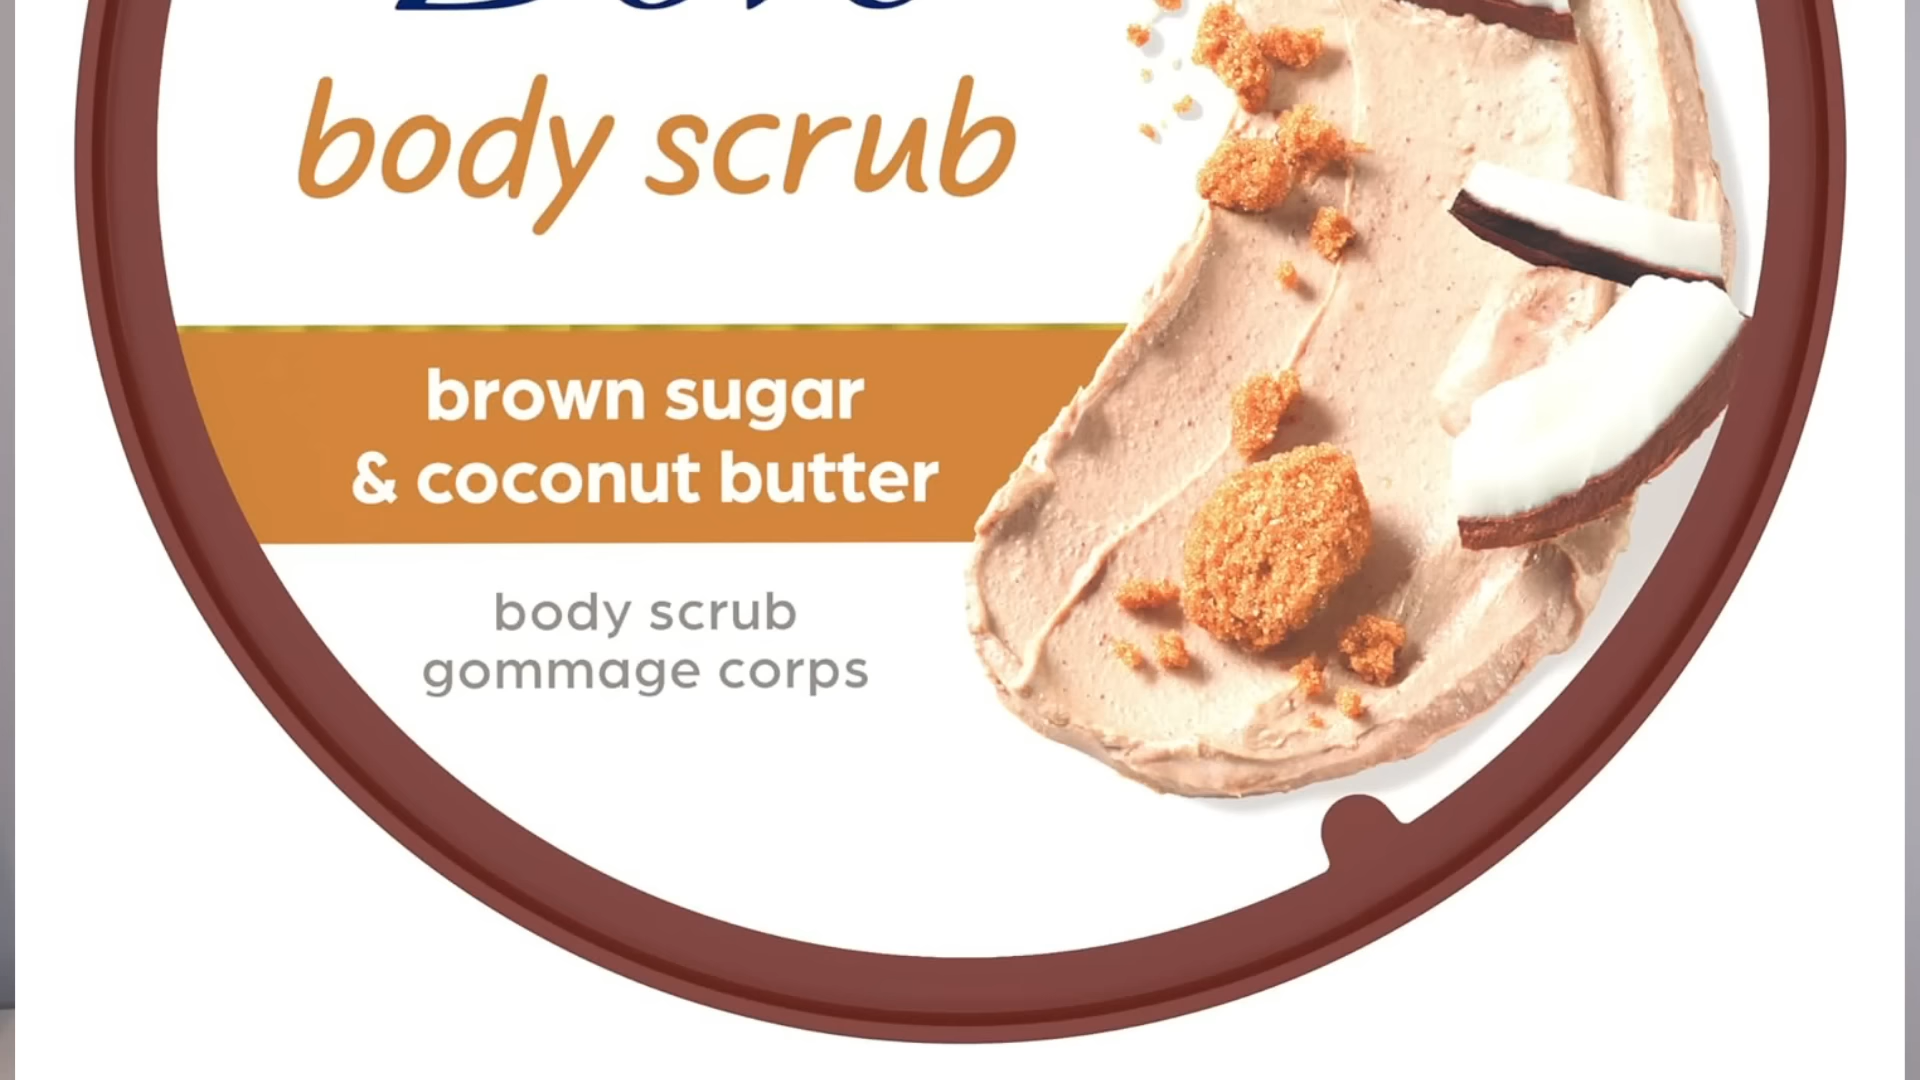 body scrub
brown sugar
& coconut butter
body scrub
gommage corps